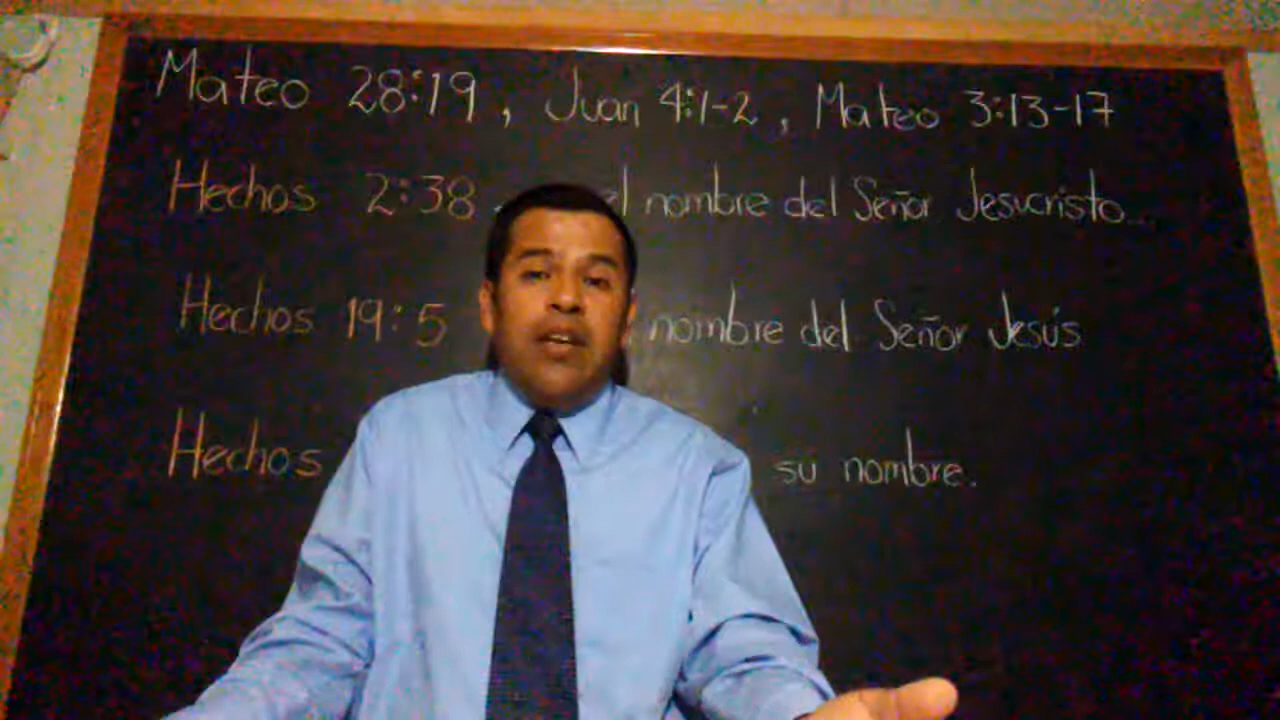 Mateo 28:19, Juan 4:1-2, Mateo 3:13-17
Hechos 2:38 el nombre del Señor Jesucristo...
Hechos 19:5 nombre del Señor Jesús
Hechos su nombre.